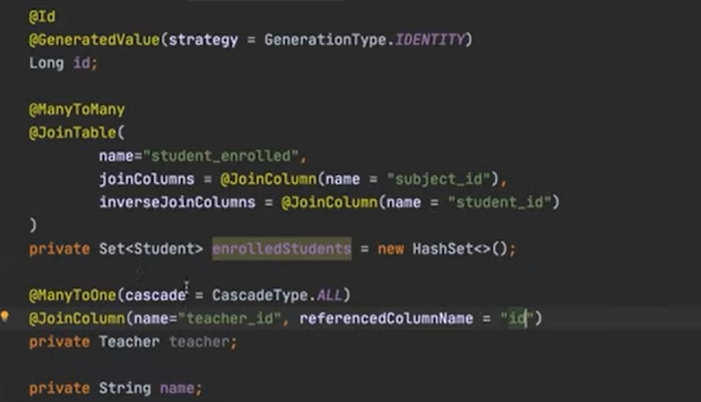 @Id
@GeneratedValue(strategy = GenerationType.IDENTITY)
Long id;
@ManyToMany
@JoinTable(
name="student_enrolled",
joinColumns = @JoinColumn(name = "subject_id"),
inverseJoinColumns = @JoinColumn(name = "student_id")
)
private Set<Student> enrolledStudents = new HashSet<>();
@ManyToOne(cascade = CascadeType.ALL)
@JoinColumn(name="teacher_id", referencedColumnName = "id")
private Teacher teacher;
private String name;